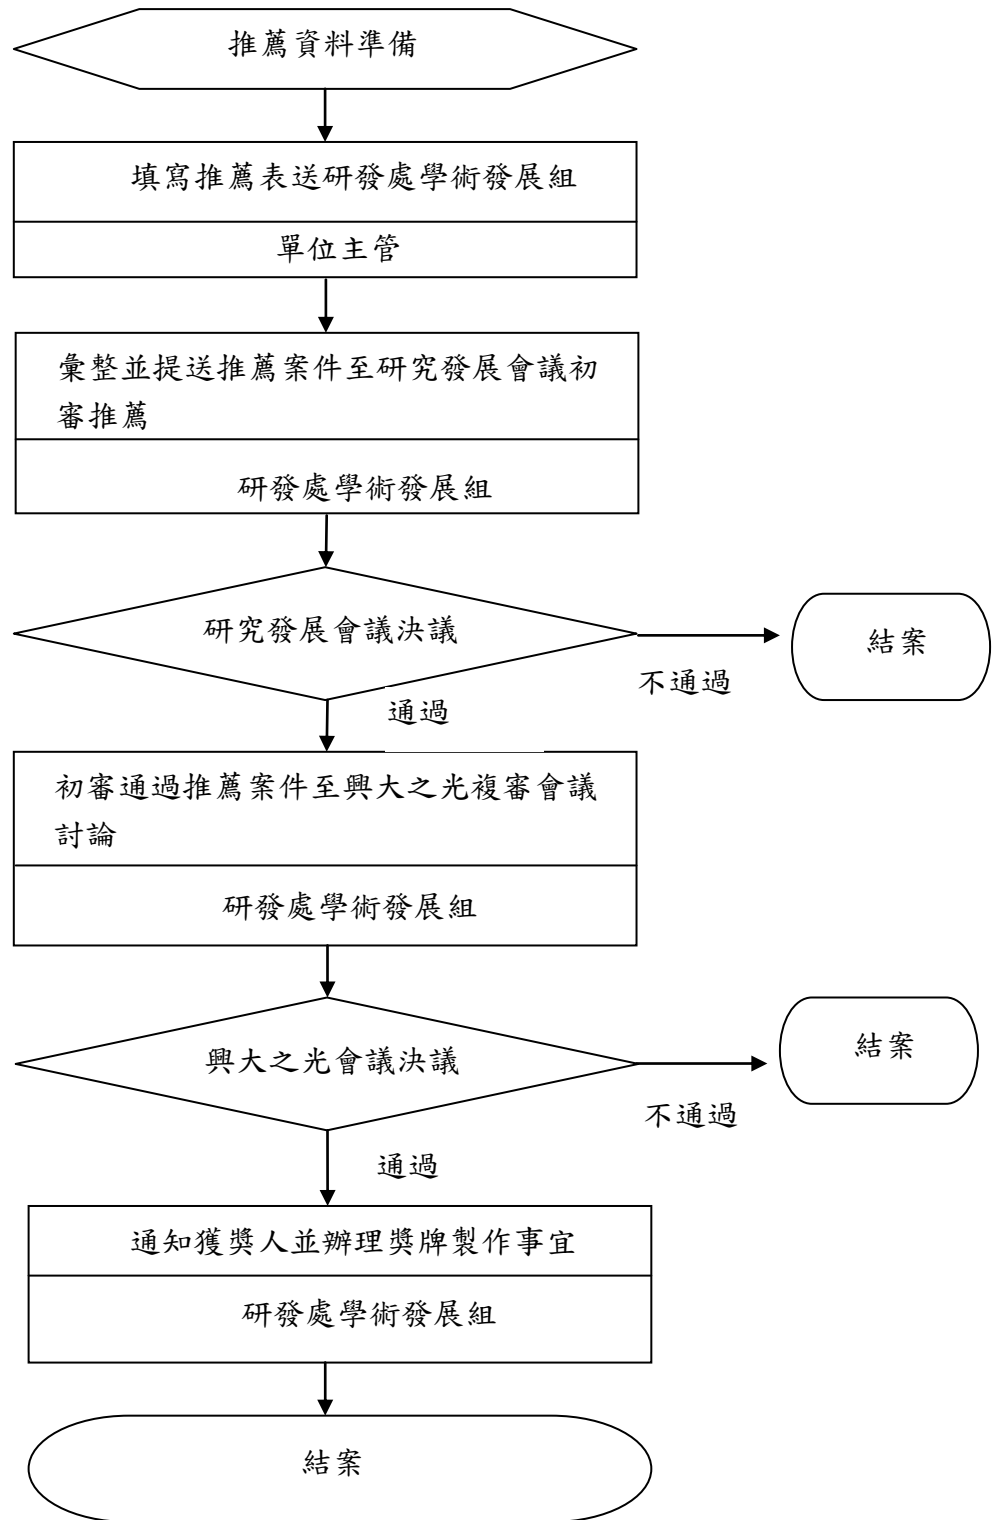 推薦資料準備
填寫推薦表送研發處學術發展組
單位主管
彙整並提送推薦案件至研究發展會議初
審推薦
研發處學術發展組
研究發展會議決議
結案
不通過
通過
初審通過推薦案件至興大之光複審會議
討論
研發處學術發展組
興大之光會議決議
結案
不通過
通過
通知獲獎人並辦理獎牌製作事宜
研發處學術發展組
結案